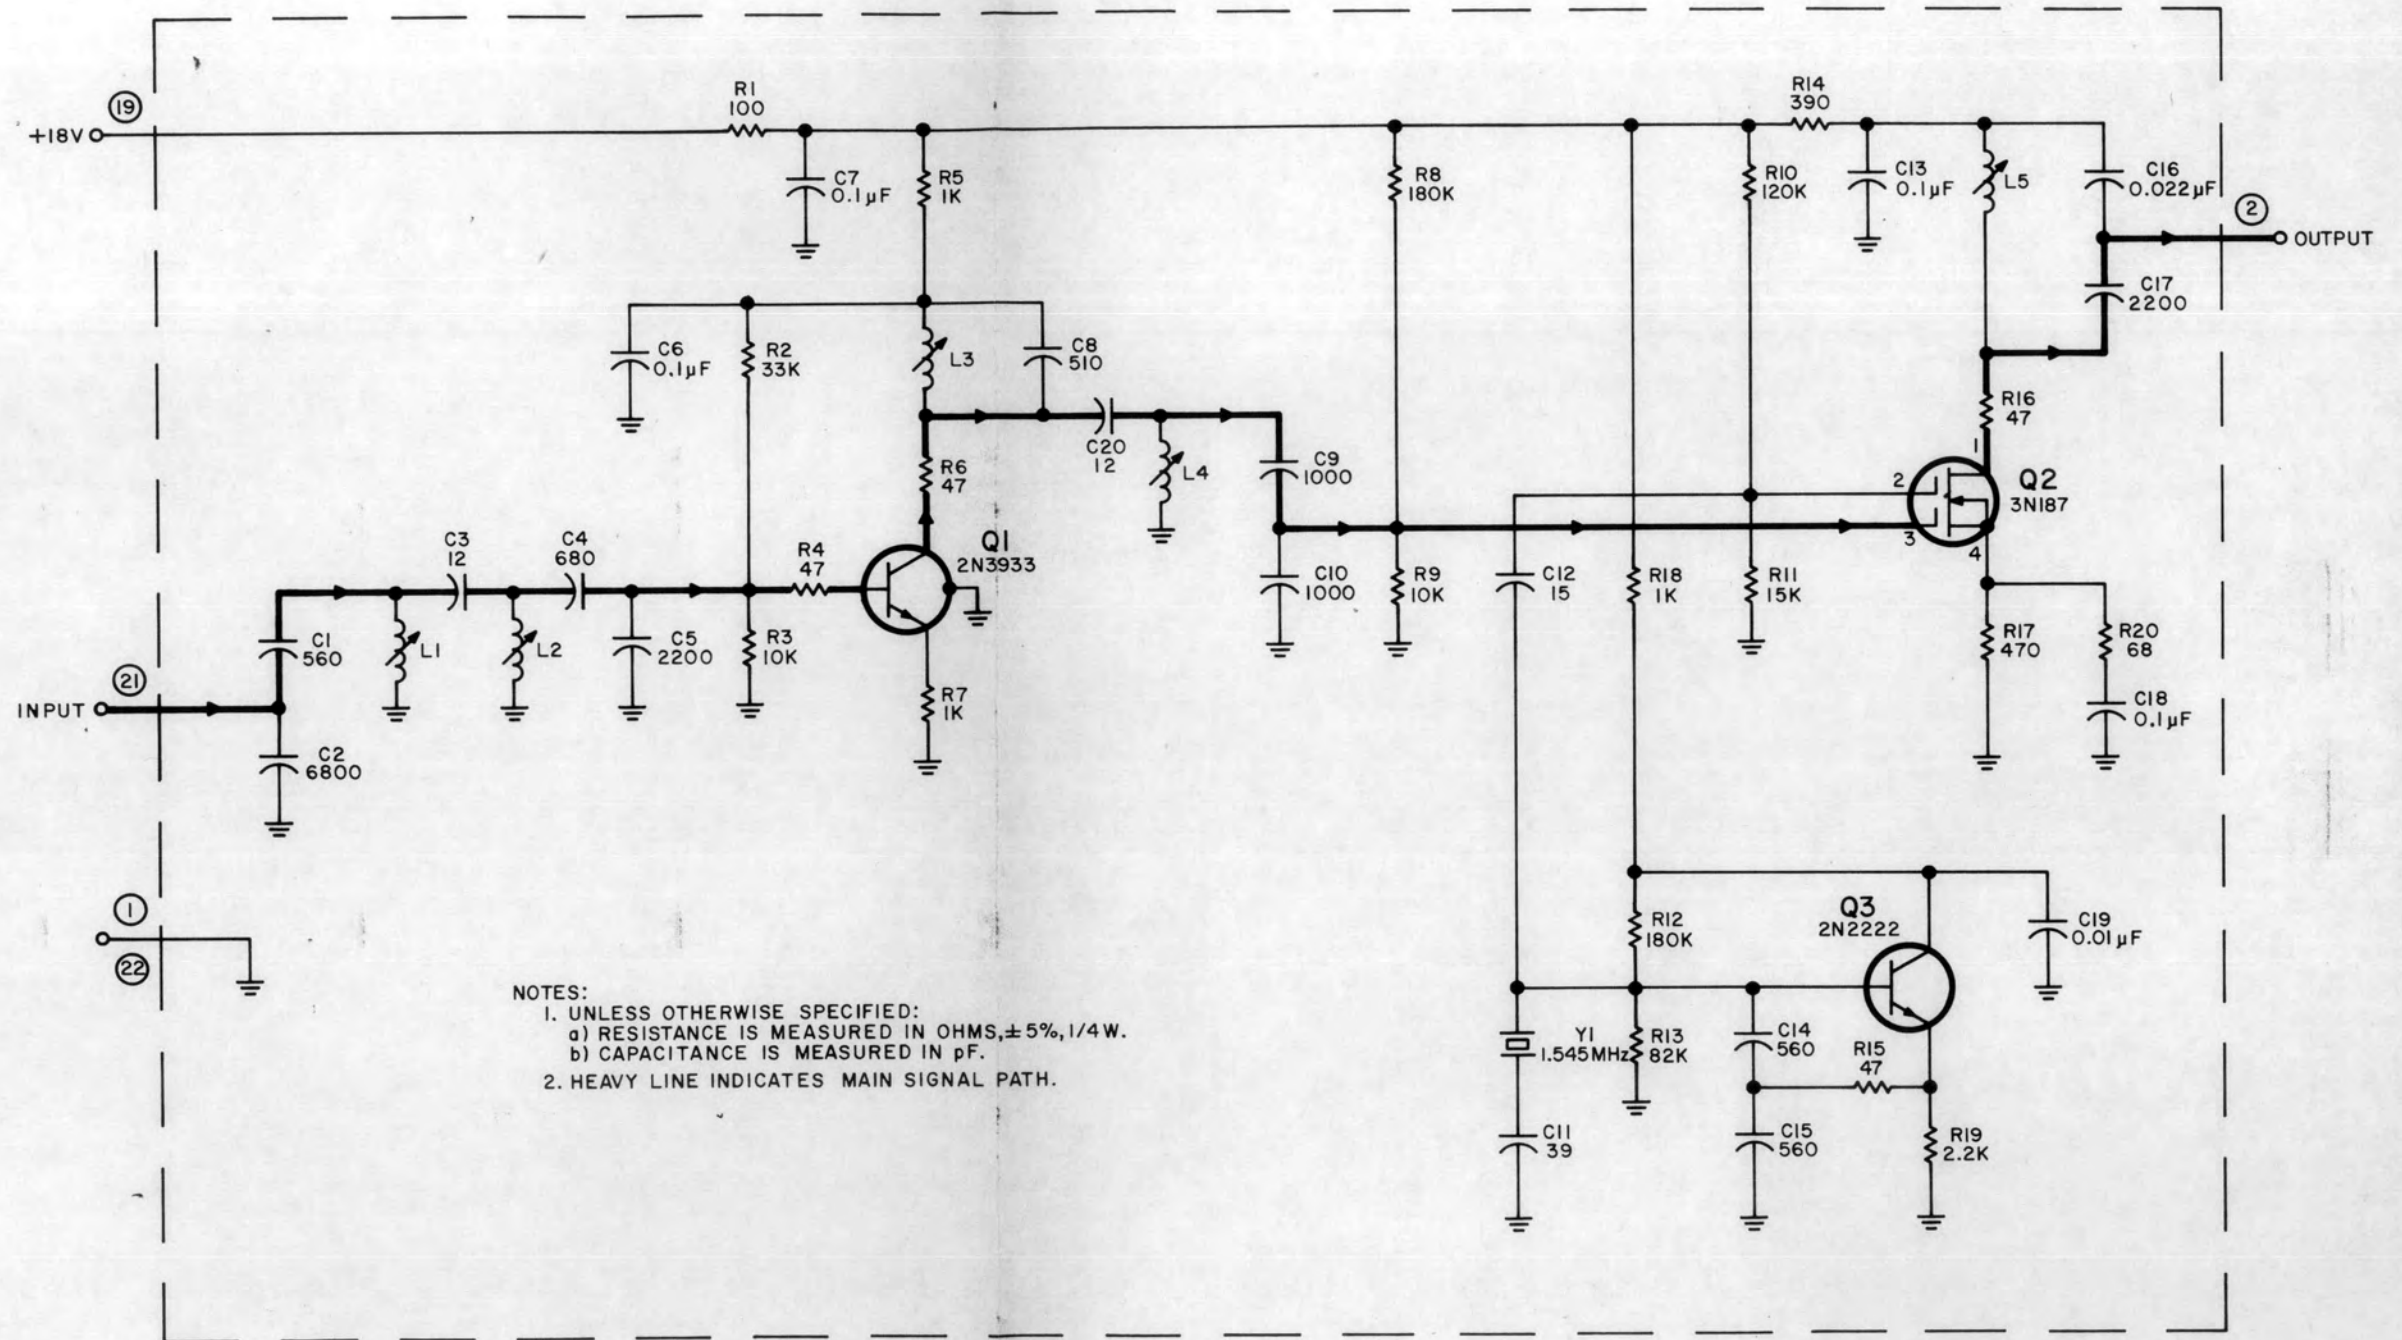 +18V
19
R1
100
C7
0.1µF
R5
1K
R8
180K
R10
120K
R14
390
C13
0.1µF
L5
C16
0.022µF
2
OUTPUT
C17
2200
C6
0.1µF
R2
33K
L3
C8
510
R16
47
C20
12
L4
C9
1000
R6
47
1
2
3
4
Q2
3N187
C3
12
C4
680
R4
47
Q1
2N3933
C10
1000
R9
10K
C12
15
R18
1K
R11
15K
C1
560
L1
L2
C5
2200
R3
10K
R7
1K
R17
470
R20
68
C18
0.1µF
INPUT
21
C2
6800
1
22
R12
180K
Q3
2N2222
C19
0.01µF
Y1
1.545MHz
R13
82K
C14
560
R15
47
C11
39
C15
560
R19
2.2K
NOTES:
1. UNLESS OTHERWISE SPECIFIED:
a) RESISTANCE IS MEASURED IN OHMS,±5%,1/4W.
b) CAPACITANCE IS MEASURED IN pF.
2. HEAVY LINE INDICATES MAIN SIGNAL PATH.